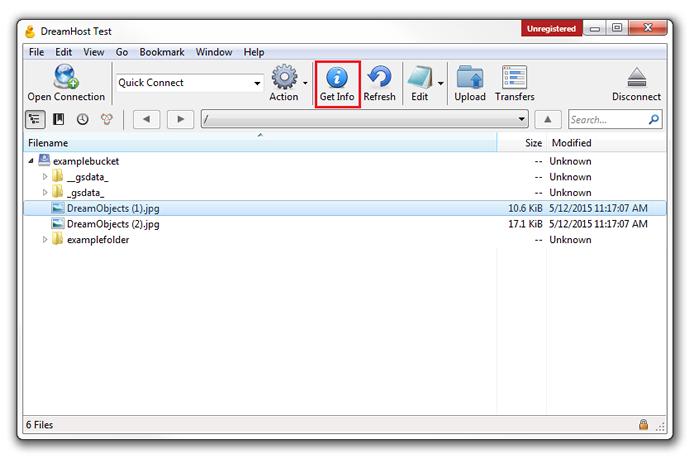 DreamHost Test Unregistered
File Edit View Go Bookmark Window Help
Quick Connect
Open Connection Action Get Info Refresh Edit Upload Transfers Disconnect
/ Search...
Filename Size Modified
examplebucket -- Unknown
__gsdata_ -- Unknown
_gsdata_ -- Unknown
DreamObjects (1).jpg 10.6 KiB 5/12/2015 11:17:07 AM
DreamObjects (2).jpg 17.1 KiB 5/12/2015 11:17:07 AM
examplefolder -- Unknown
6 Files